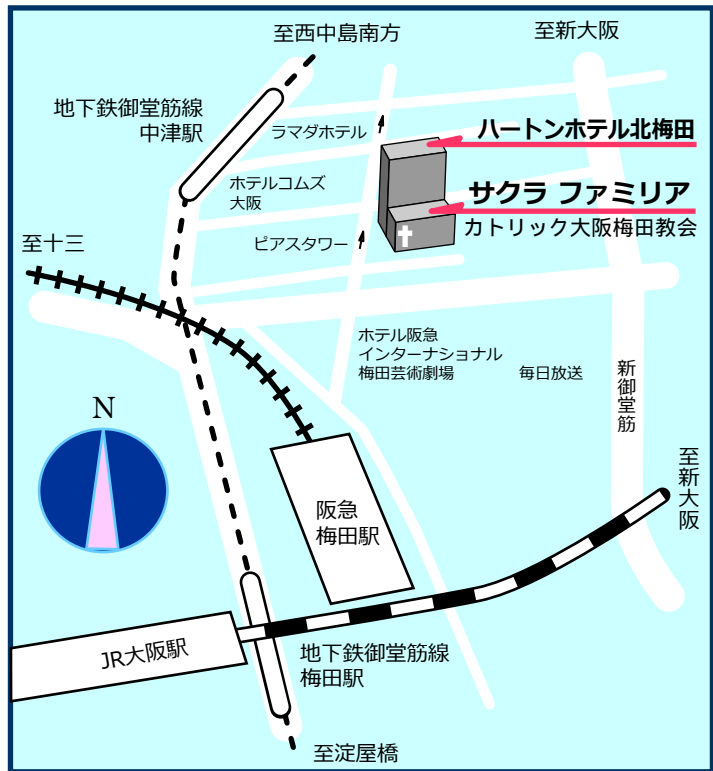 至西中島南方
至新大阪
地下鉄御堂筋線
中津駅
ラマダホテル
ハートンホテル北梅田
ホテルコムズ
大阪
サクラ ファミリア
カトリック大阪梅田教会
至十三
ピアスタワー
ホテル阪急
インターナショナル
梅田芸術劇場
毎日放送
新御堂筋
N
至新大阪
阪急
梅田駅
JR大阪駅
地下鉄御堂筋線
梅田駅
至淀屋橋